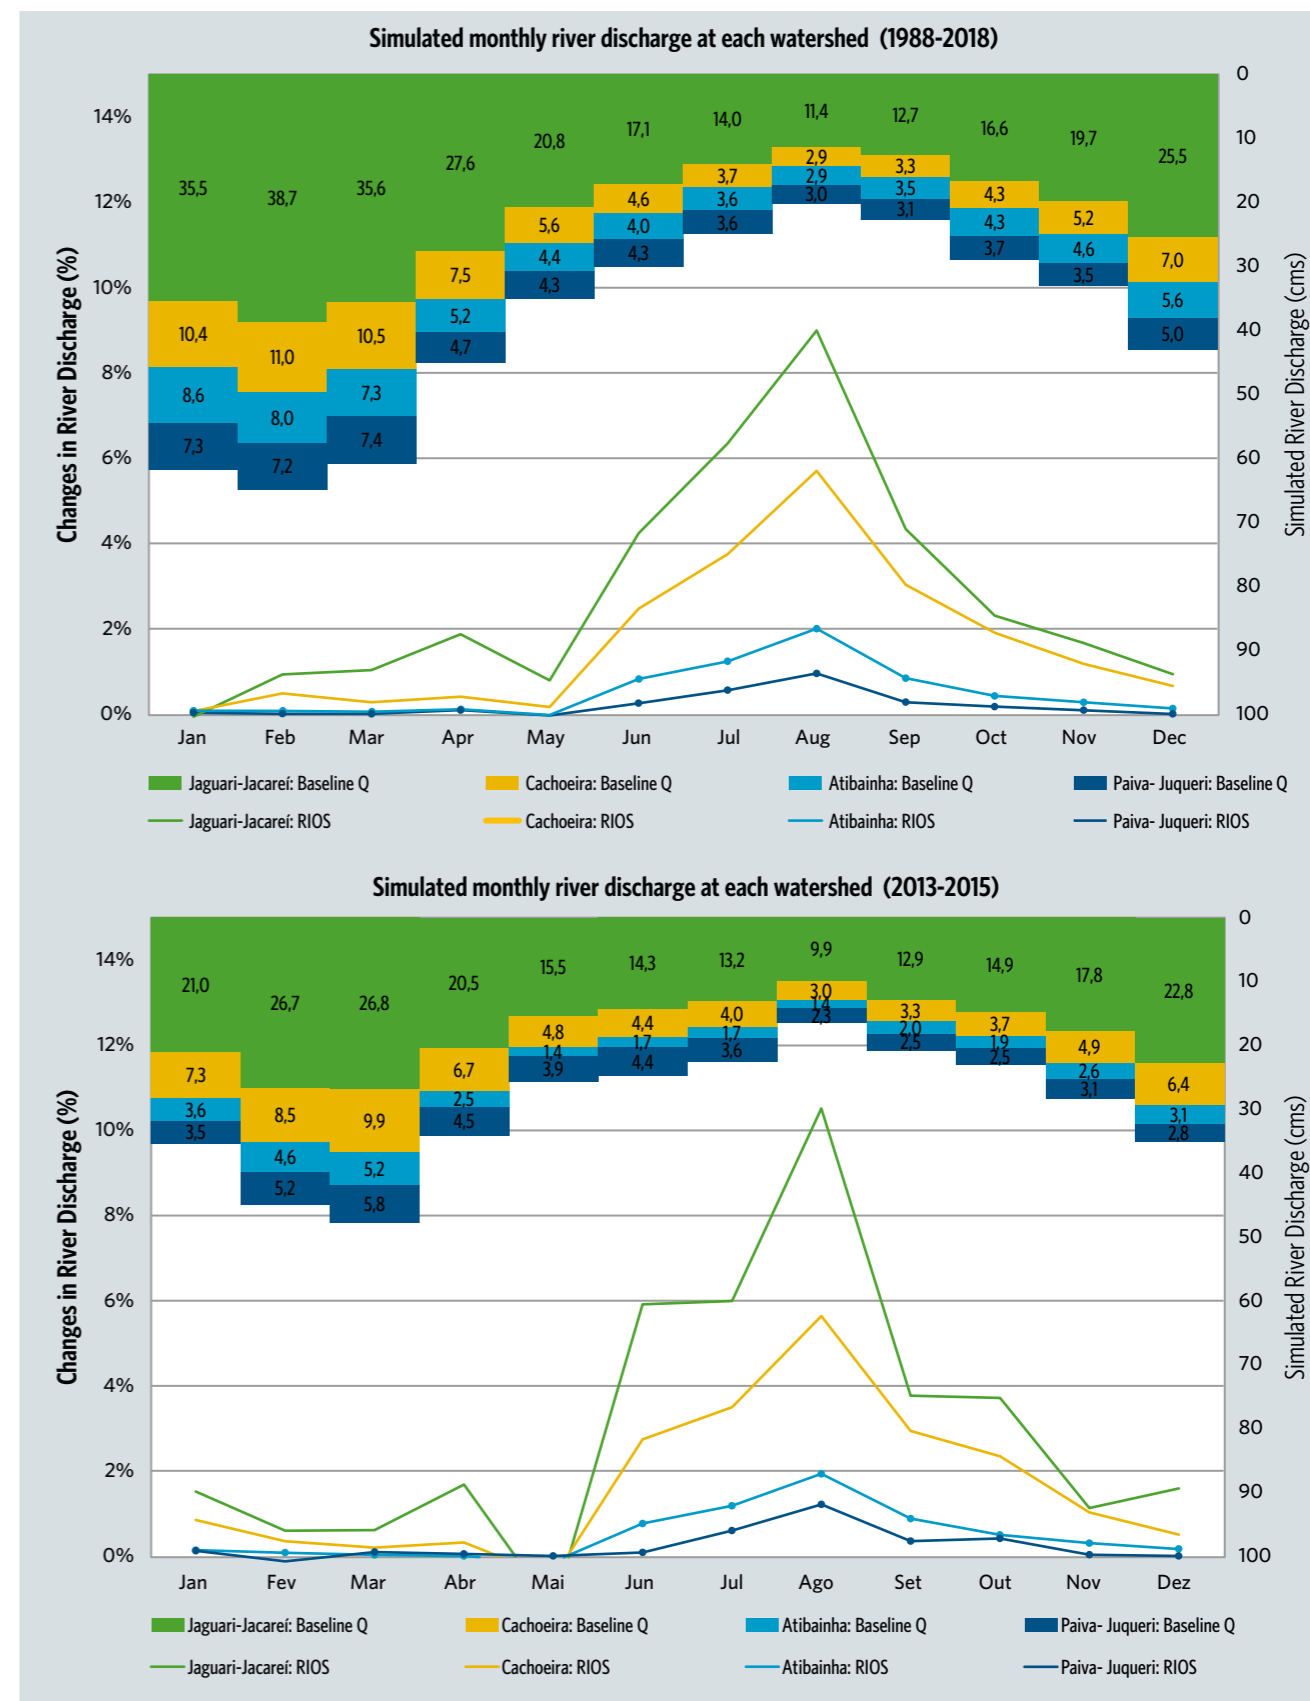 Simulated monthly river discharge at each watershed (1988-2018)
Changes in River Discharge (%)
14%
12%
10%
8%
6%
4%
2%
0%
35,5 38,7 35,6 27,6 20,8 17,1 14,0 11,4 12,7 16,6 19,7 25,5
10,4 11,0 10,5 7,5 5,6 4,6 3,7 2,9 3,3 4,3 5,2 7,0
8,6 8,0 7,3 5,2 4,4 4,0 3,6 2,9 3,5 4,3 4,6 5,6
7,3 7,2 7,4 4,7 4,3 4,3 3,6 3,0 3,1 3,7 3,5 5,0
0
10
20
30
40
50
60
70
80
90
100
Simulated River Discharge (cms)
Jan Feb Mar Apr May Jun Jul Aug Sep Oct Nov Dec
Jaguari-Jacareí: Baseline Q Cachoeira: Baseline Q Atibainha: Baseline Q Paiva- Juqueri: Baseline Q
Jaguari-Jacareí: RIOS Cachoeira: RIOS Atibainha: RIOS Paiva- Juqueri: RIOS
Simulated monthly river discharge at each watershed (2013-2015)
Changes in River Discharge (%)
14%
12%
10%
8%
6%
4%
2%
0%
21,0 26,7 26,8 20,5 15,5 14,3 13,2 9,9 12,9 14,9 17,8 22,8
7,3 8,5 9,9 6,7 4,8 4,4 4,0 3,0 3,3 3,7 4,9 6,4
3,6 4,6 5,2 2,5 1,4 1,7 1,7 1,4 2,0 1,9 2,6 3,1
3,5 5,2 5,8 4,5 3,9 4,4 3,6 2,3 2,5 2,5 3,1 2,8
0
10
20
30
40
50
60
70
80
90
100
Simulated River Discharge (cms)
Jan Fev Mar Abr Mai Jun Jul Ago Set Out Nov Dez
Jaguari-Jacareí: Baseline Q Cachoeira: Baseline Q Atibainha: Baseline Q Paiva- Juqueri: Baseline Q
Jaguari-Jacareí: RIOS Cachoeira: RIOS Atibainha: RIOS Paiva- Juqueri: RIOS